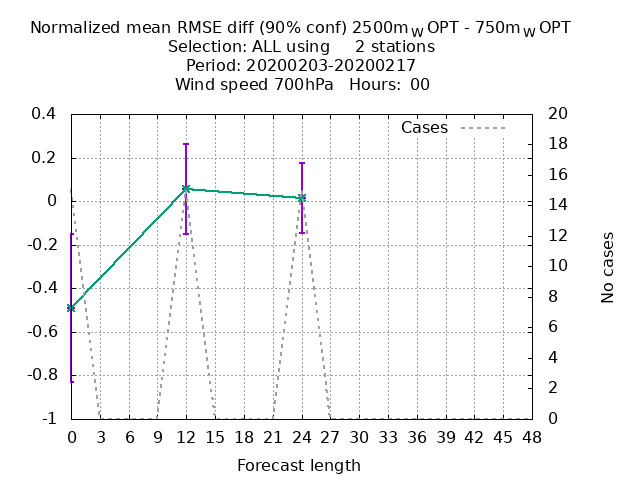 Normalized mean RMSE diff (90% conf) 2500m_W OPT - 750m_W OPT
Selection: ALL using     2 stations
Period: 20200203-20200217
Wind speed 700hPa   Hours: 00
Cases
0.4
0.2
0
-0.2
-0.4
-0.6
-0.8
-1
20
18
16
14
12
10
8
6
4
2
0
No cases
0 3 6 9 12 15 18 21 24 27 30 33 36 39 42 45 48
Forecast length